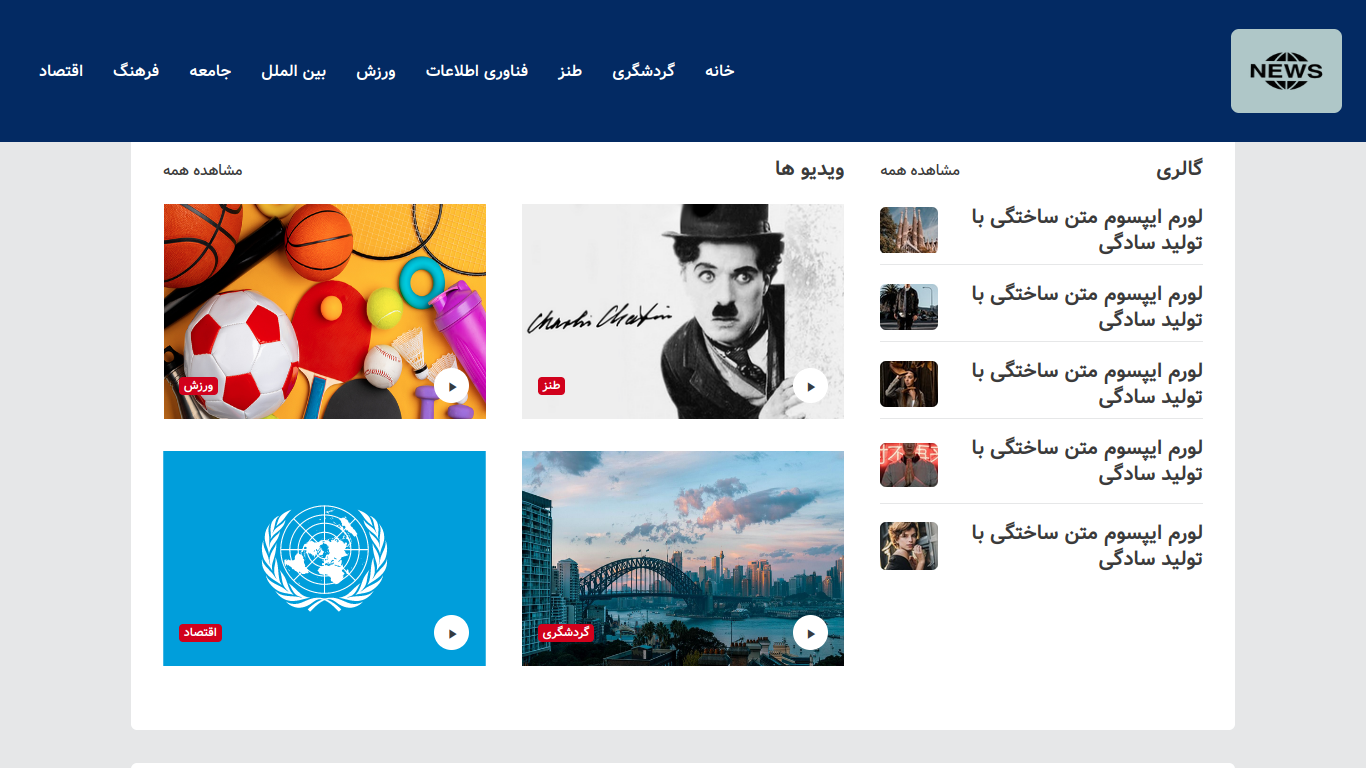 NEWS
خانه
گردشگری
طنز
فناوری اطلاعات
ورزش
بین الملل
جامعه
فرهنگ
اقتصاد
گالری
مشاهده همه
لورم ایپسوم متن ساختگی با
تولید سادگی
لورم ایپسوم متن ساختگی با
تولید سادگی
لورم ایپسوم متن ساختگی با
تولید سادگی
لورم ایپسوم متن ساختگی با
تولید سادگی
لورم ایپسوم متن ساختگی با
تولید سادگی
ویدیو ها
مشاهده همه
Charlie Chaplin
طنز
ورزش
گردشگری
اقتصاد